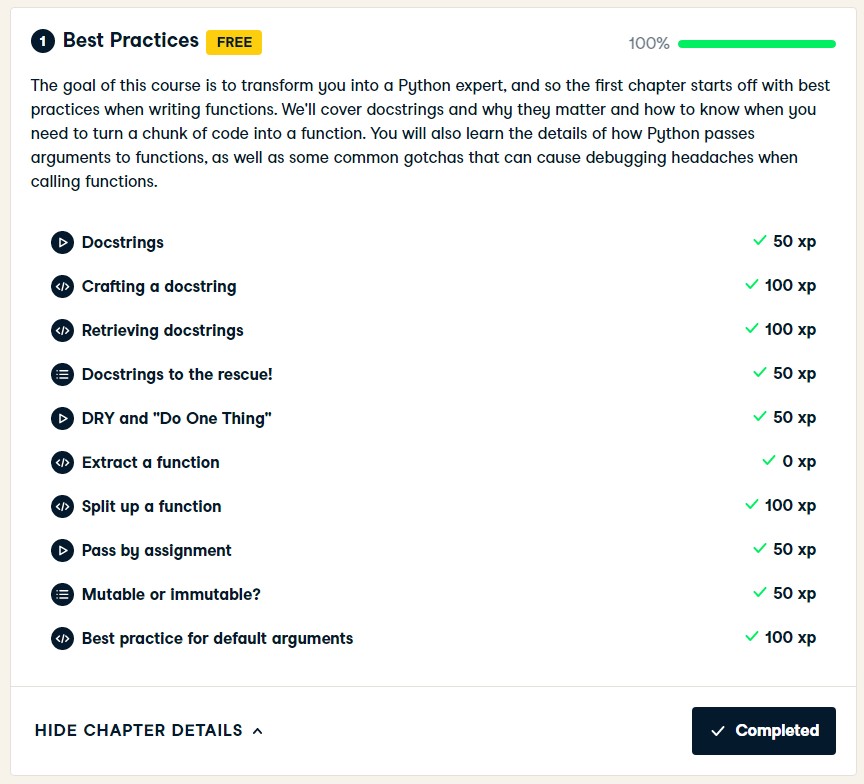 1 Best Practices FREE 100%
The goal of this course is to transform you into a Python expert, and so the first chapter starts off with best
practices when writing functions. We'll cover docstrings and why they matter and how to know when you
need to turn a chunk of code into a function. You will also learn the details of how Python passes
arguments to functions, as well as some common gotchas that can cause debugging headaches when
calling functions.
Docstrings 50 xp
Crafting a docstring 100 xp
Retrieving docstrings 100 xp
Docstrings to the rescue! 50 xp
DRY and "Do One Thing" 50 xp
Extract a function 0 xp
Split up a function 100 xp
Pass by assignment 50 xp
Mutable or immutable? 50 xp
Best practice for default arguments 100 xp
HIDE CHAPTER DETAILS Completed